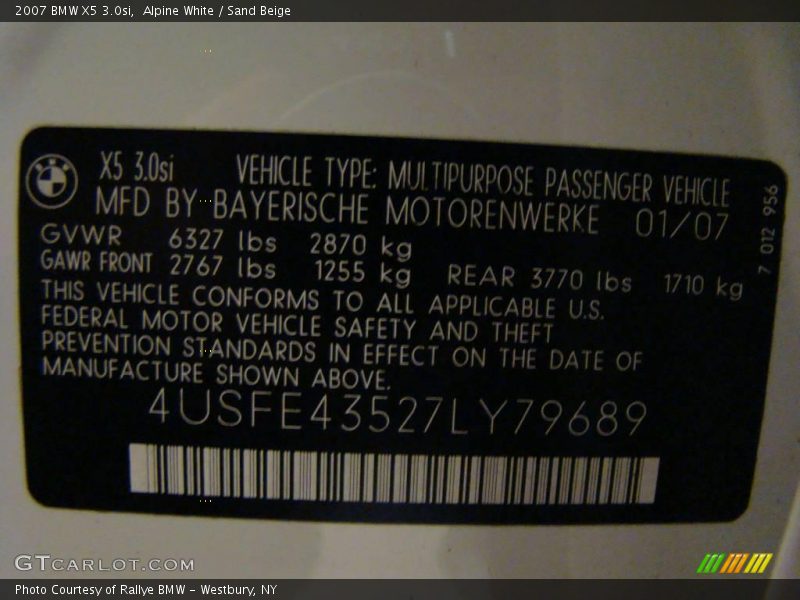 2007 BMW X5 3.0si, Alpine White / Sand Beige
X5 3.0si VEHICLE TYPE: MULTIPURPOSE PASSENGER VEHICLE
MFD BY BAYERISCHE MOTORENWERKE 01/07
GVWR 6327 lbs 2870 kg
GAWR FRONT 2767 lbs 1255 kg REAR 3770 lbs 1710 kg
7 012 956
THIS VEHICLE CONFORMS TO ALL APPLICABLE U.S.
FEDERAL MOTOR VEHICLE SAFETY AND THEFT
PREVENTION STANDARDS IN EFFECT ON THE DATE OF
MANUFACTURE SHOWN ABOVE.
4USFE43527LY79689
GTCARLOT.COM
Photo Courtesy of Rallye BMW - Westbury, NY